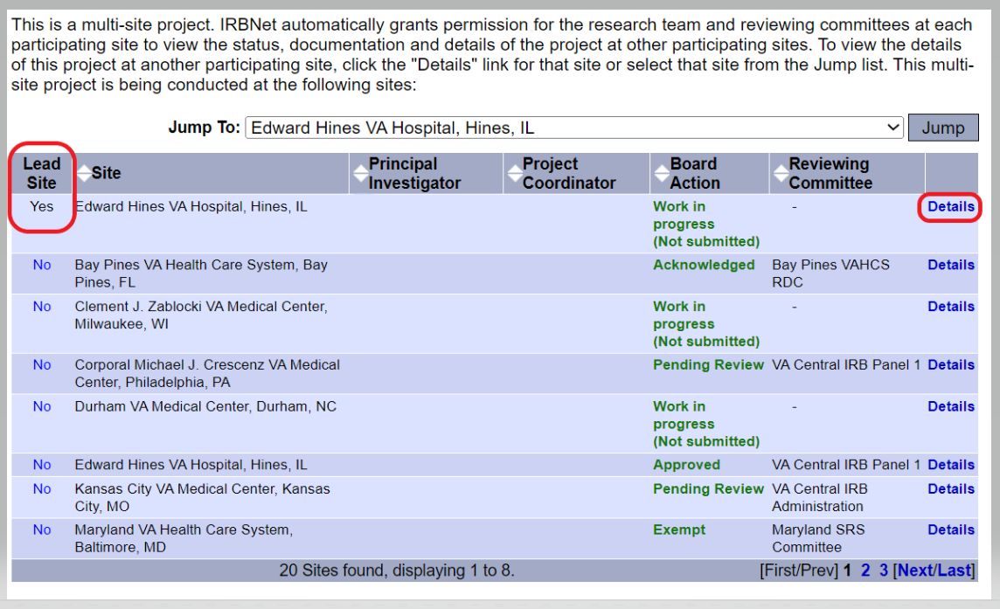 This is a multi-site project. IRBNet automatically grants permission for the research team and reviewing committees at each
participating site to view the status, documentation and details of the project at other participating sites. To view the details
of this project at another participating site, click the "Details" link for that site or select that site from the Jump list. This multi-
site project is being conducted at the following sites:
Jump To: Edward Hines VA Hospital, Hines, IL Jump
Lead Site Site Principal Investigator Project Coordinator Board Action Reviewing Committee
Yes Edward Hines VA Hospital, Hines, IL Work in - Details
progress
(Not submitted)
No Bay Pines VA Health Care System, Bay Acknowledged Bay Pines VAHCS Details
Pines, FL RDC
No Clement J. Zablocki VA Medical Center, Work in - Details
Milwaukee, WI progress
(Not submitted)
No Corporal Michael J. Crescenz VA Medical Pending Review VA Central IRB Panel 1 Details
Center, Philadelphia, PA
No Durham VA Medical Center, Durham, NC Work in - Details
progress
(Not submitted)
No Edward Hines VA Hospital, Hines, IL Approved VA Central IRB Panel 1 Details
No Kansas City VA Medical Center, Kansas Pending Review VA Central IRB Details
City, MO Administration
No Maryland VA Health Care System, Exempt Maryland SRS Details
Baltimore, MD Committee
20 Sites found, displaying 1 to 8. [First/Prev] 1 2 3 [Next/Last]